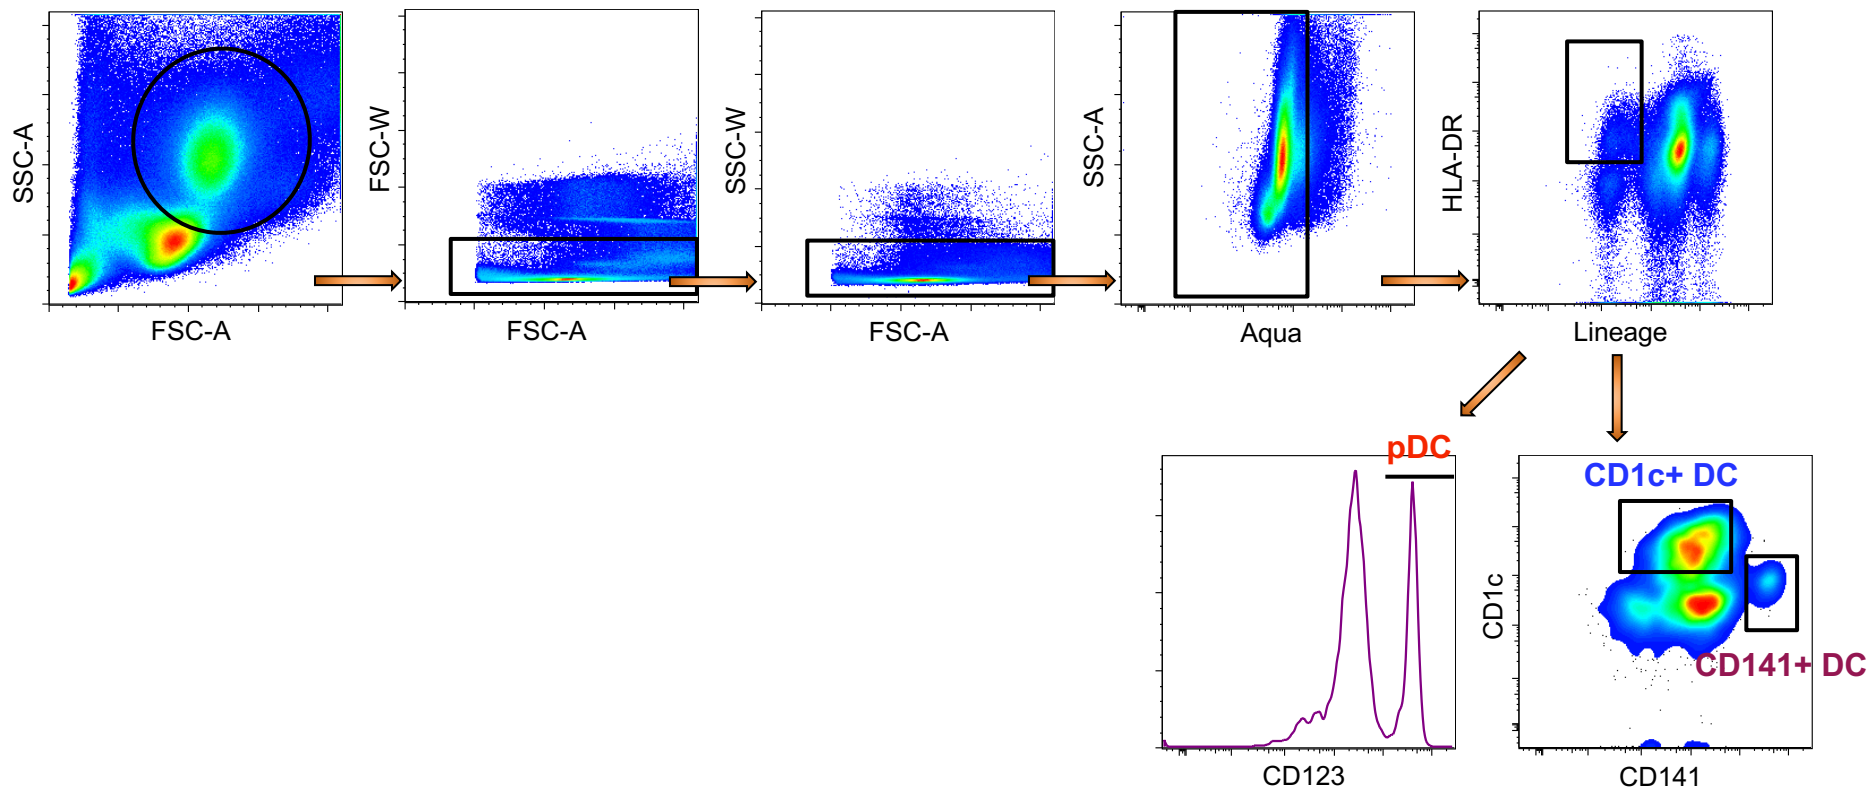 SSC-A
FSC-A
FSC-W
FSC-A
SSC-W
FSC-A
SSC-A
Aqua
HLA-DR
Lineage
pDC
CD123
CD1c+ DC
CD1c
CD141+ DC
CD141